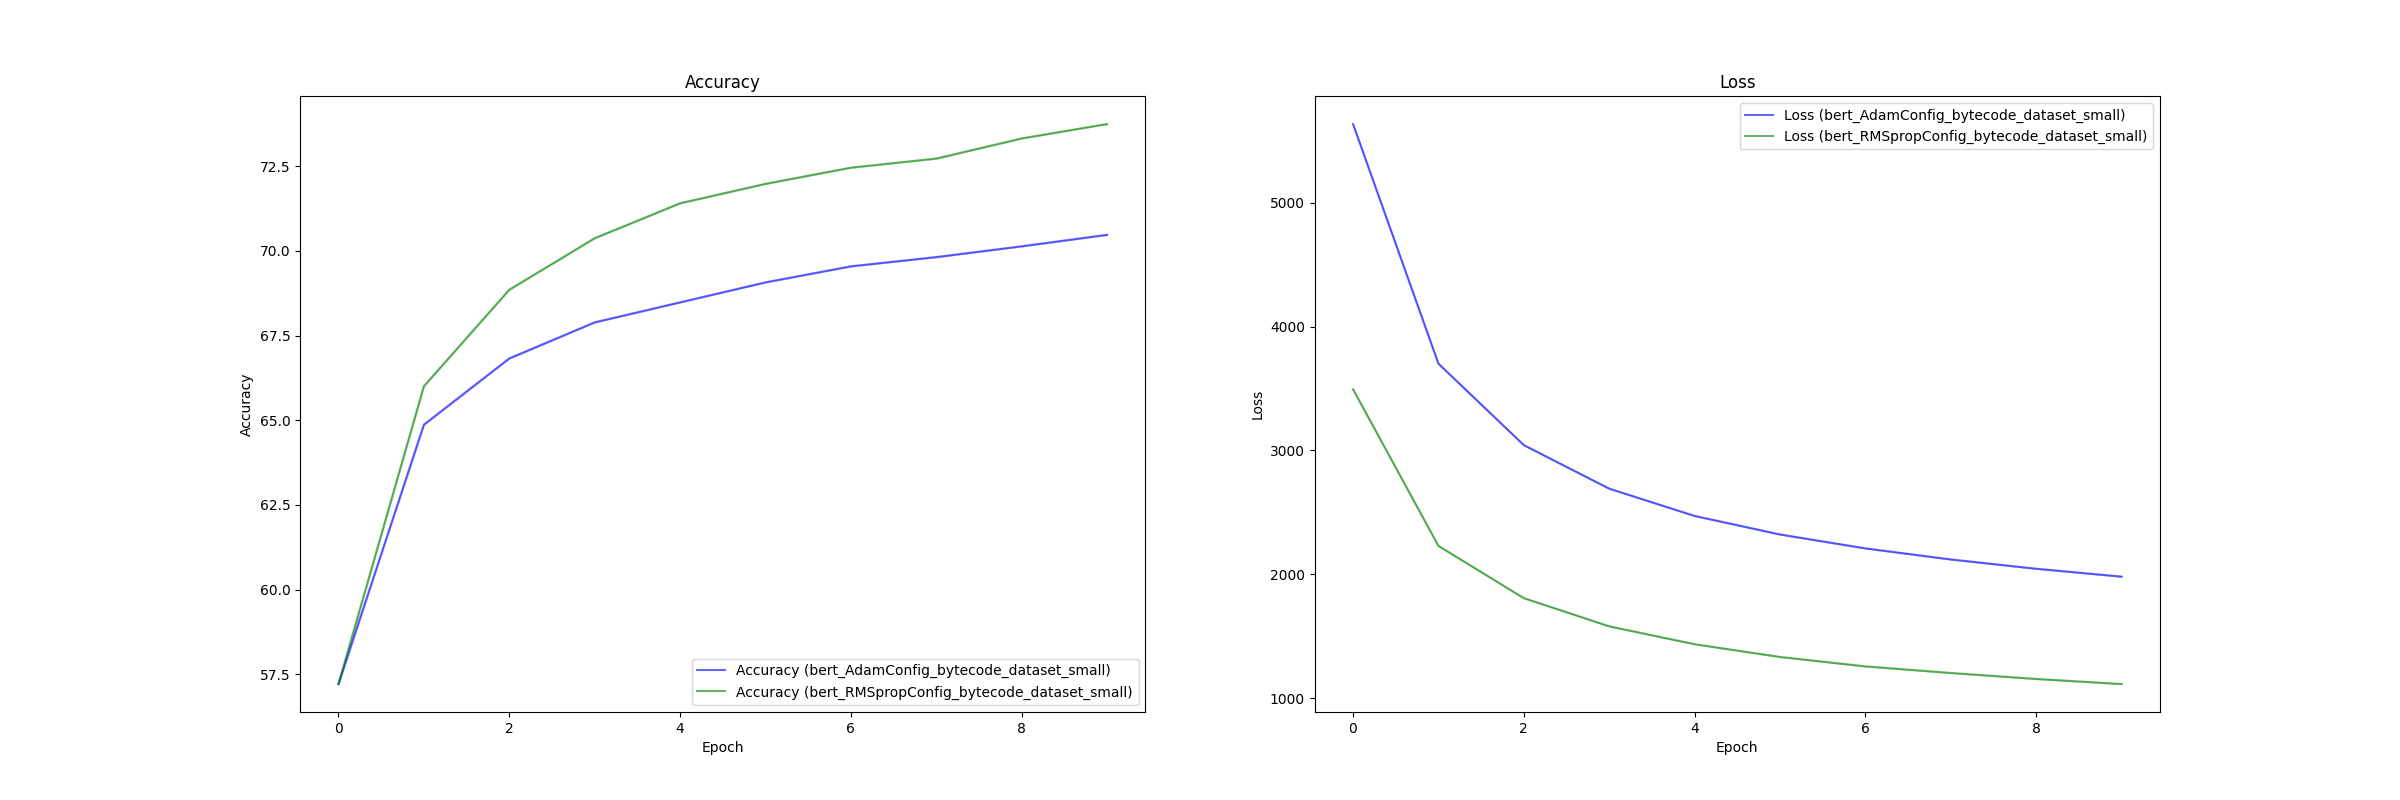 Accuracy
72.5
70.0
67.5
65.0
62.5
60.0
57.5
Accuracy
0 2 4 6 8
Epoch
Accuracy (bert_AdamConfig_bytecode_dataset_small)
Accuracy (bert_RMSpropConfig_bytecode_dataset_small)
Loss
5000
4000
3000
2000
1000
Loss
0 2 4 6 8
Epoch
Loss (bert_AdamConfig_bytecode_dataset_small)
Loss (bert_RMSpropConfig_bytecode_dataset_small)